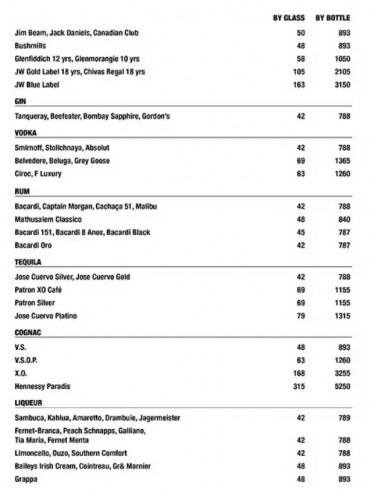 BY GLASS BY BOTTLE
Jim Beam, Jack Daniels, Canadian Club 50 893
Bushmills 48 893
Glenfiddich 12 yrs, Glenmorangie 10 yrs 58 1050
JW Gold Label 18 yrs, Chivas Regal 18 yrs 105 2105
JW Blue Label 163 3150
GIN
Tanqueray, Beefeater, Bombay Sapphire, Gordon's 42 788
VODKA
Smirnoff, Stolichnaya, Absolut 42 788
Belvedere, Beluga, Grey Goose 69 1365
Ciroc, F Luxury 63 1260
RUM
Bacardi, Captain Morgan, Cachaça 51, Malibu 42 788
Mathusalem Classico 48 840
Bacardi 151, Bacardi 8 Anos, Bacardi Black 45 787
Bacardi Oro 42 787
TEQUILA
Jose Cuervo Silver, Jose Cuervo Gold 42 788
Patron XO Café 69 1155
Patron Silver 69 1155
Jose Cuervo Platino 79 1315
COGNAC
V.S. 48 893
V.S.O.P. 63 1260
X.O. 168 3255
Hennessy Paradis 315 5250
LIQUEUR
Sambuca, Kahlua, Amaretto, Drambuie, Jagermeister 42 789
Fernet-Branca, Peach Schnapps, Galliano,
Tia Maria, Fernet Menta 42 788
Limoncello, Ouzo, Southern Comfort 42 788
Baileys Irish Cream, Cointreau, Gr& Marnier 48 893
Grappa 48 893